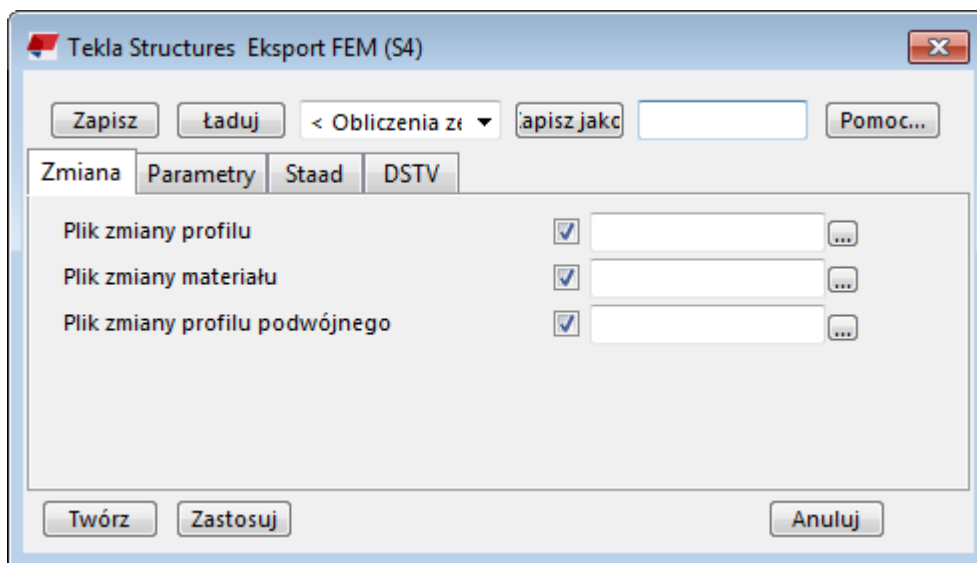 Tekla Structures Eksport FEM (S4)
Zapisz Ładuj < Obliczenia ze apisz jako Pomoc...
Zmiana Parametry Staad DSTV
Plik zmiany profilu ...
Plik zmiany materiału ...
Plik zmiany profilu podwójnego ...
Twórz Zastosuj Anuluj